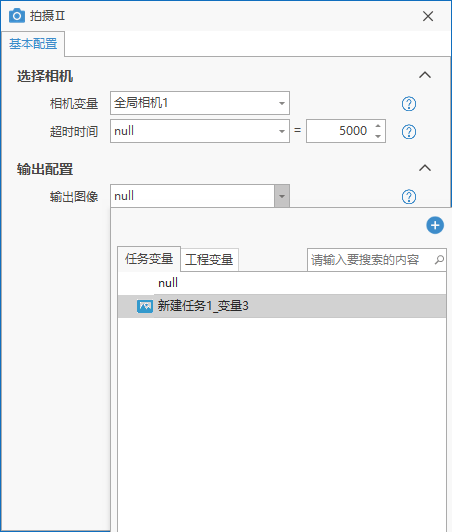 拍摄Ⅱ
基本配置
选择相机
相机变量 全局相机1
超时时间 null = 5000
输出配置
输出图像 null
任务变量 工程变量 请输入要搜索的内容
null
新建任务1_变量3